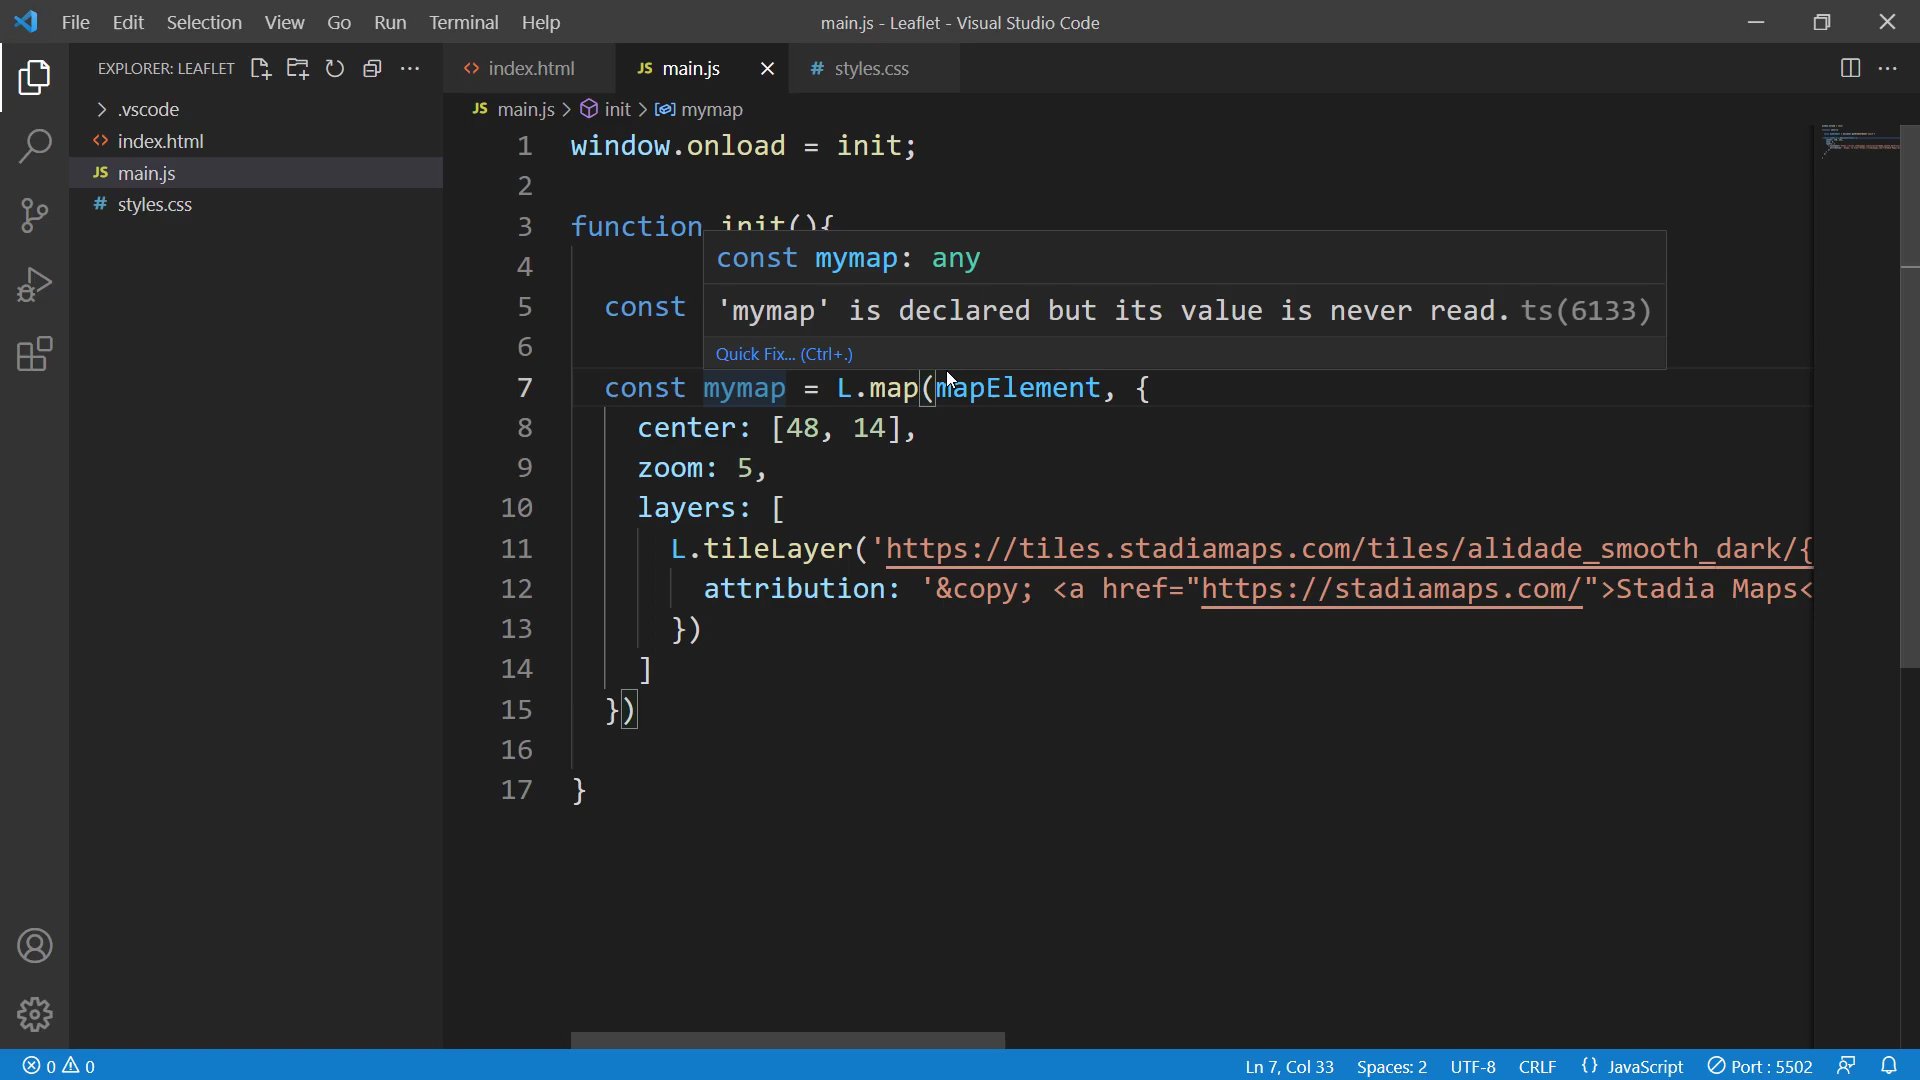 File Edit Selection View Go Run Terminal Help
main.js - Leaflet - Visual Studio Code
EXPLORER: LEAFLET
.vscode
index.html
main.js
styles.css
index.html
JS main.js
# styles.css
JS main.js > init > mymap
1 window.onload = init;
2
3 function init(){
4
5 const
6
const mymap: any
'mymap' is declared but its value is never read. ts(6133)
Quick Fix... (Ctrl+.)
7 const mymap = L.map(mapElement, {
8 center: [48, 14],
9 zoom: 5,
10 layers: [
11 L.tileLayer('https://tiles.stadiamaps.com/tiles/alidade_smooth_dark/{
12 attribution: '&copy; <a href="https://stadiamaps.com/">Stadia Maps<
13 })
14 ]
15 })
16
17 }
0 0
Ln 7, Col 33 Spaces: 2 UTF-8 CRLF {} JavaScript Port : 5502